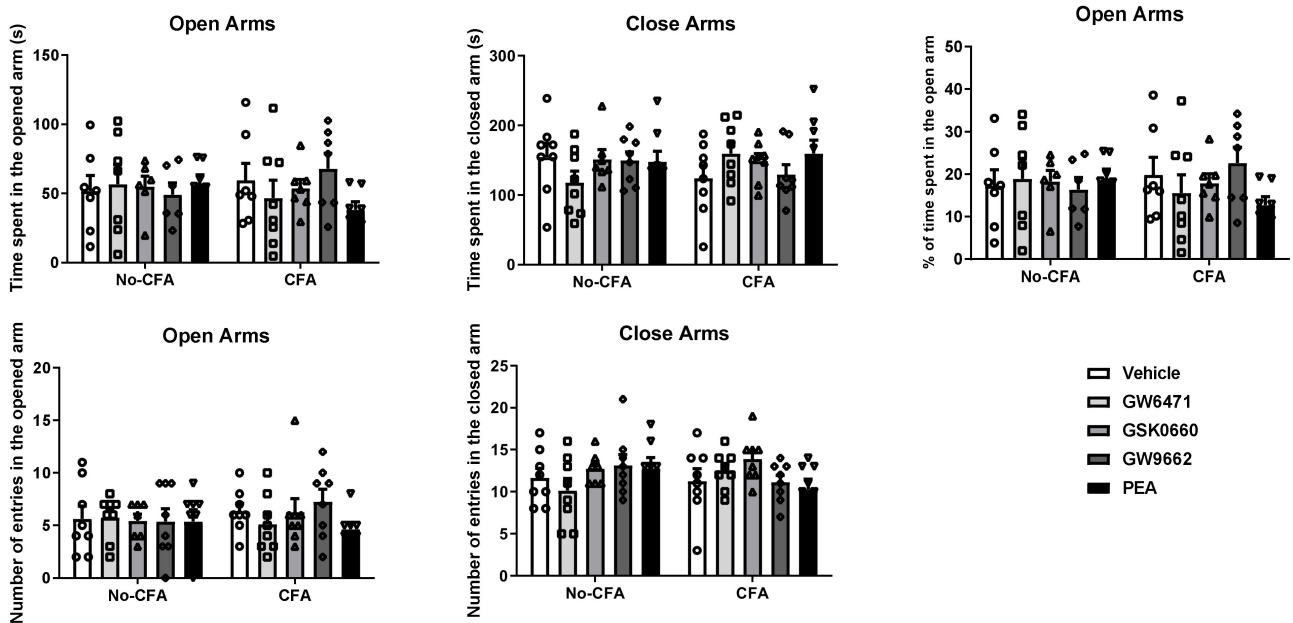 Open Arms
Time spent in the opened arm (s)
150
100
50
0
No-CFA CFA
Close Arms
Time spent in the closed arm (s)
300
200
100
0
No-CFA CFA
Open Arms
% of time spent in the open arm
50
40
30
20
10
0
No-CFA CFA
Open Arms
Number of entries in the opened arm
20
15
10
5
0
No-CFA CFA
Close Arms
Number of entries in the closed arm
25
20
15
10
5
0
No-CFA CFA
Vehicle
GW6471
GSK0660
GW9662
PEA